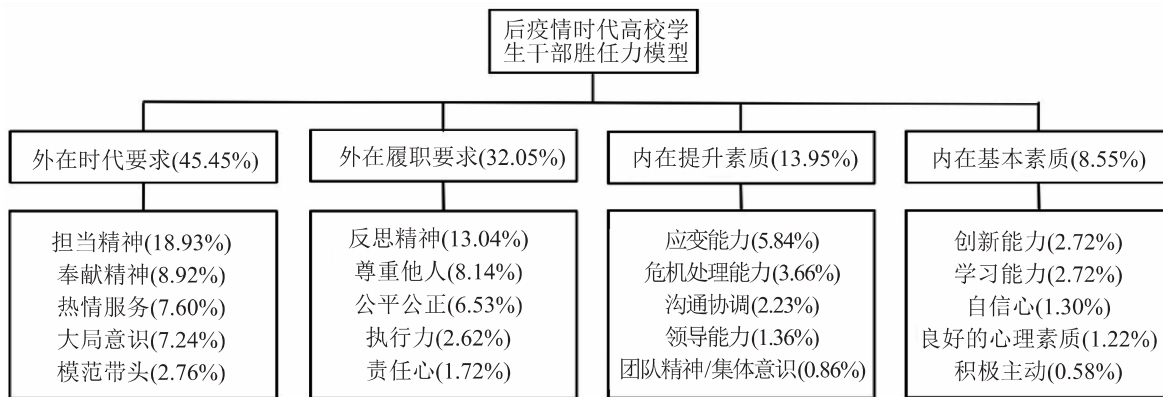 后疫情时代高校学
生干部胜任力模型
外在时代要求(45.45%)
担当精神(18.93%)
奉献精神(8.92%)
热情服务(7.60%)
大局意识(7.24%)
模范带头(2.76%)
外在履职要求(32.05%)
反思精神(13.04%)
尊重他人(8.14%)
公平公正(6.53%)
执行力(2.62%)
责任心(1.72%)
内在提升素质(13.95%)
应变能力(5.84%)
危机处理能力(3.66%)
沟通协调(2.23%)
领导能力(1.36%)
团队精神/集体意识(0.86%)
内在基本素质(8.55%)
创新能力(2.72%)
学习能力(2.72%)
自信心(1.30%)
良好的心理素质(1.22%)
积极主动(0.58%)